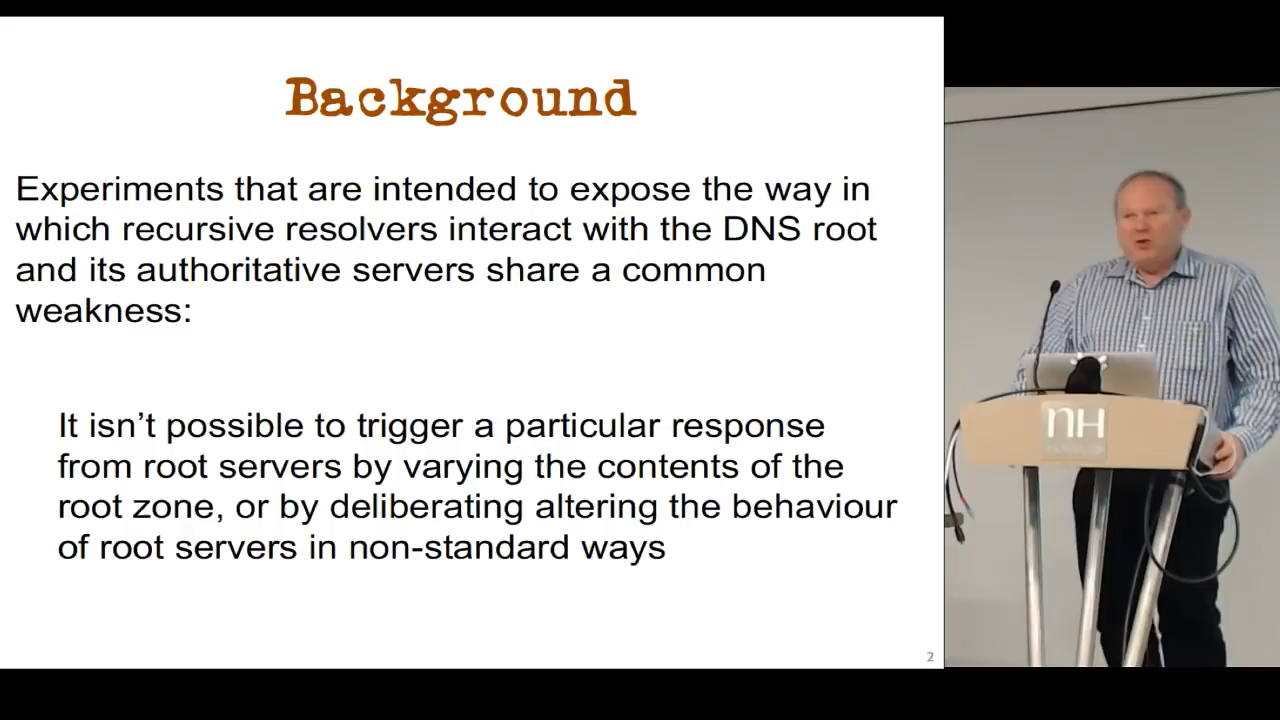 Background
Experiments that are intended to expose the way in
which recursive resolvers interact with the DNS root
and its authoritative servers share a common
weakness:
It isn’t possible to trigger a particular response
from root servers by varying the contents of the
root zone, or by deliberating altering the behaviour
of root servers in non-standard ways
2
nH